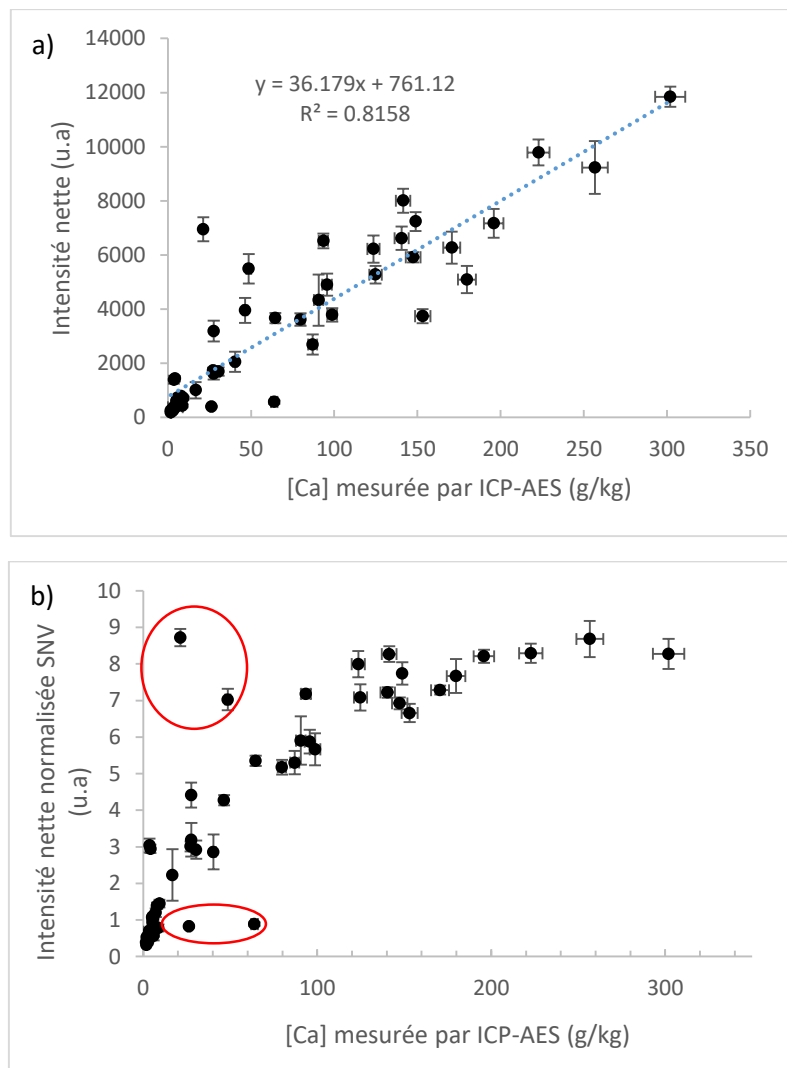 a)
14000
12000
10000
8000
6000
4000
2000
0
y = 36.179x + 761.12
R² = 0.8158
Intensité nette (u.a)
0 50 100 150 200 250 300 350
[Ca] mesurée par ICP-AES (g/kg)
b)
10
9
8
7
6
5
4
3
2
1
0
Intensité nette normalisée SNV
(u.a)
0 100 200 300
[Ca] mesurée par ICP-AES (g/kg)